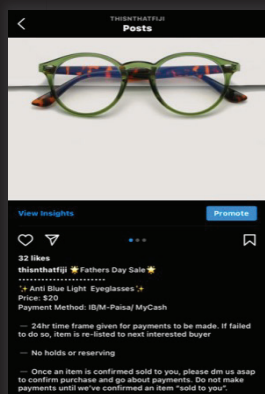 THISNTHATFIJI
Posts
View Insights
Promote
32 likes
thisnthatfiji 🌟Fathers Day Sale🌟
***********************
✨Anti Blue Light Eyeglasses✨
Price: $20
Payment Method: IB/M-Paisa/ MyCash
— 24hr time frame given for payments to be made. If failed
to do so, item is re-listed to next interested buyer
— No holds or reserving
— Once an item is confirmed sold to you, please dm us asap
to confirm purchase and go about payments. Do not make
payments until we've confirmed an item "sold to you".